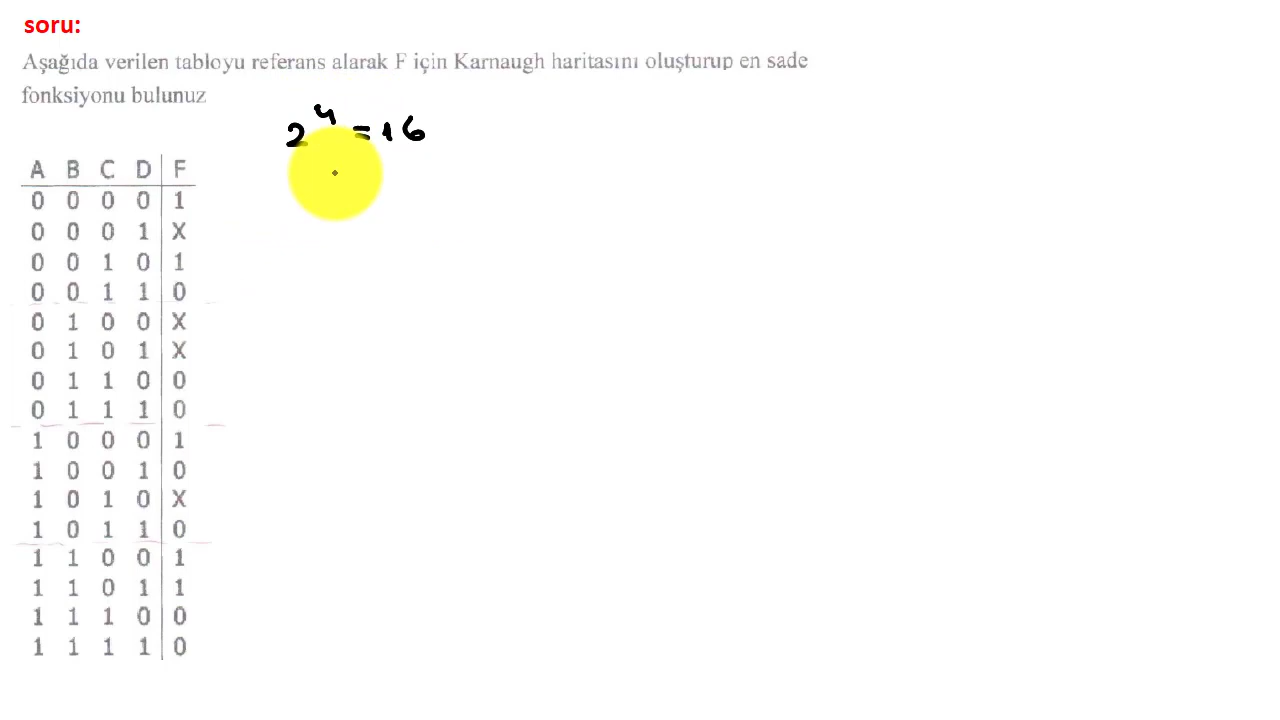 soru:
Aşağıda verilen tabloyu referans alarak F için Karnaugh haritasını oluşturup en sade
fonksiyonu bulunuz
2^4 = 16
A B C D F
0 0 0 0 1
0 0 0 1 X
0 0 1 0 1
0 0 1 1 0
0 1 0 0 X
0 1 0 1 X
0 1 1 0 0
0 1 1 1 0
1 0 0 0 1
1 0 0 1 0
1 0 1 0 X
1 0 1 1 0
1 1 0 0 1
1 1 0 1 1
1 1 1 0 0
1 1 1 1 0